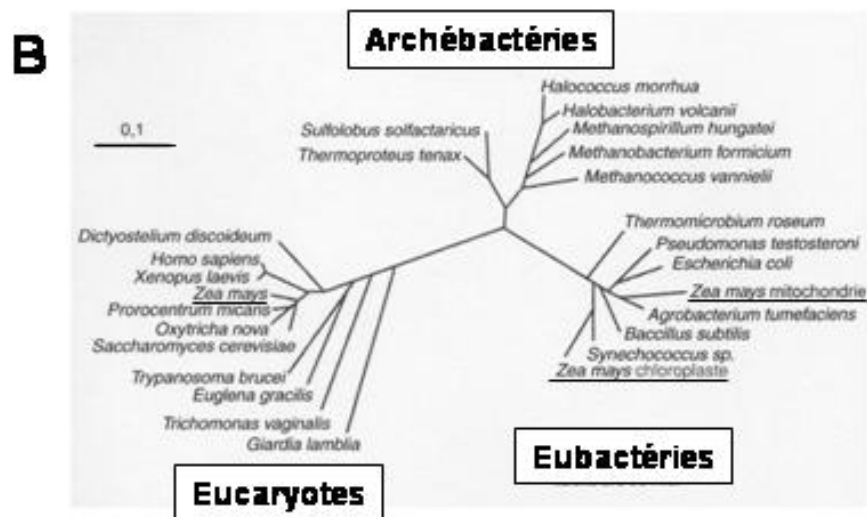 B
Archébactéries
0,1
Halococcus morrhua
Halobacterium volcanii
Methanospirillum hungatei
Methanobacterium formicium
Methanococcus vannielii
Sulfolobus solfactaricus
Thermoproteus tenax
Dictyostelium discoideum
Homo sapiens
Xenopus laevis
Zea mays
Prorocentrum micans
Oxytricha nova
Saccharomyces cerevisiae
Trypanosoma brucei
Euglena gracilis
Trichomonas vaginalis
Giardia lamblia
Eucaryotes
Thermomicrobium roseum
Pseudomonas testosteroni
Escherichia coli
Zea mays mitochondrie
Agrobacterium tumefaciens
Baccillus subtilis
Synechococcus sp.
Zea mays chloroplaste
Eubactéries